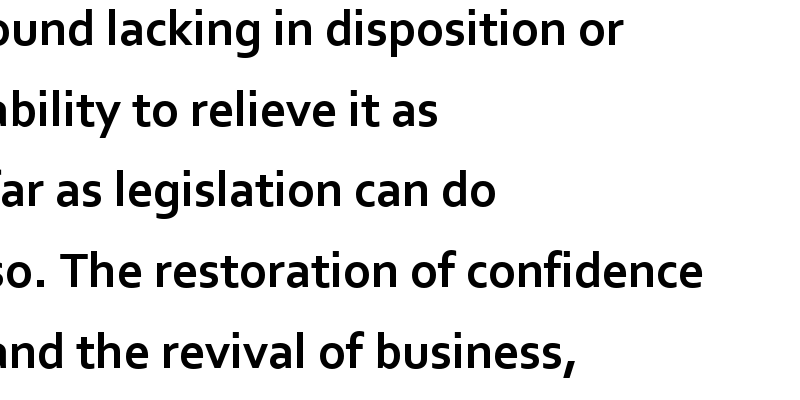 ound lacking in disposition or
ability to relieve it as
far as legislation can do
so. The restoration of confidence
and the revival of business,